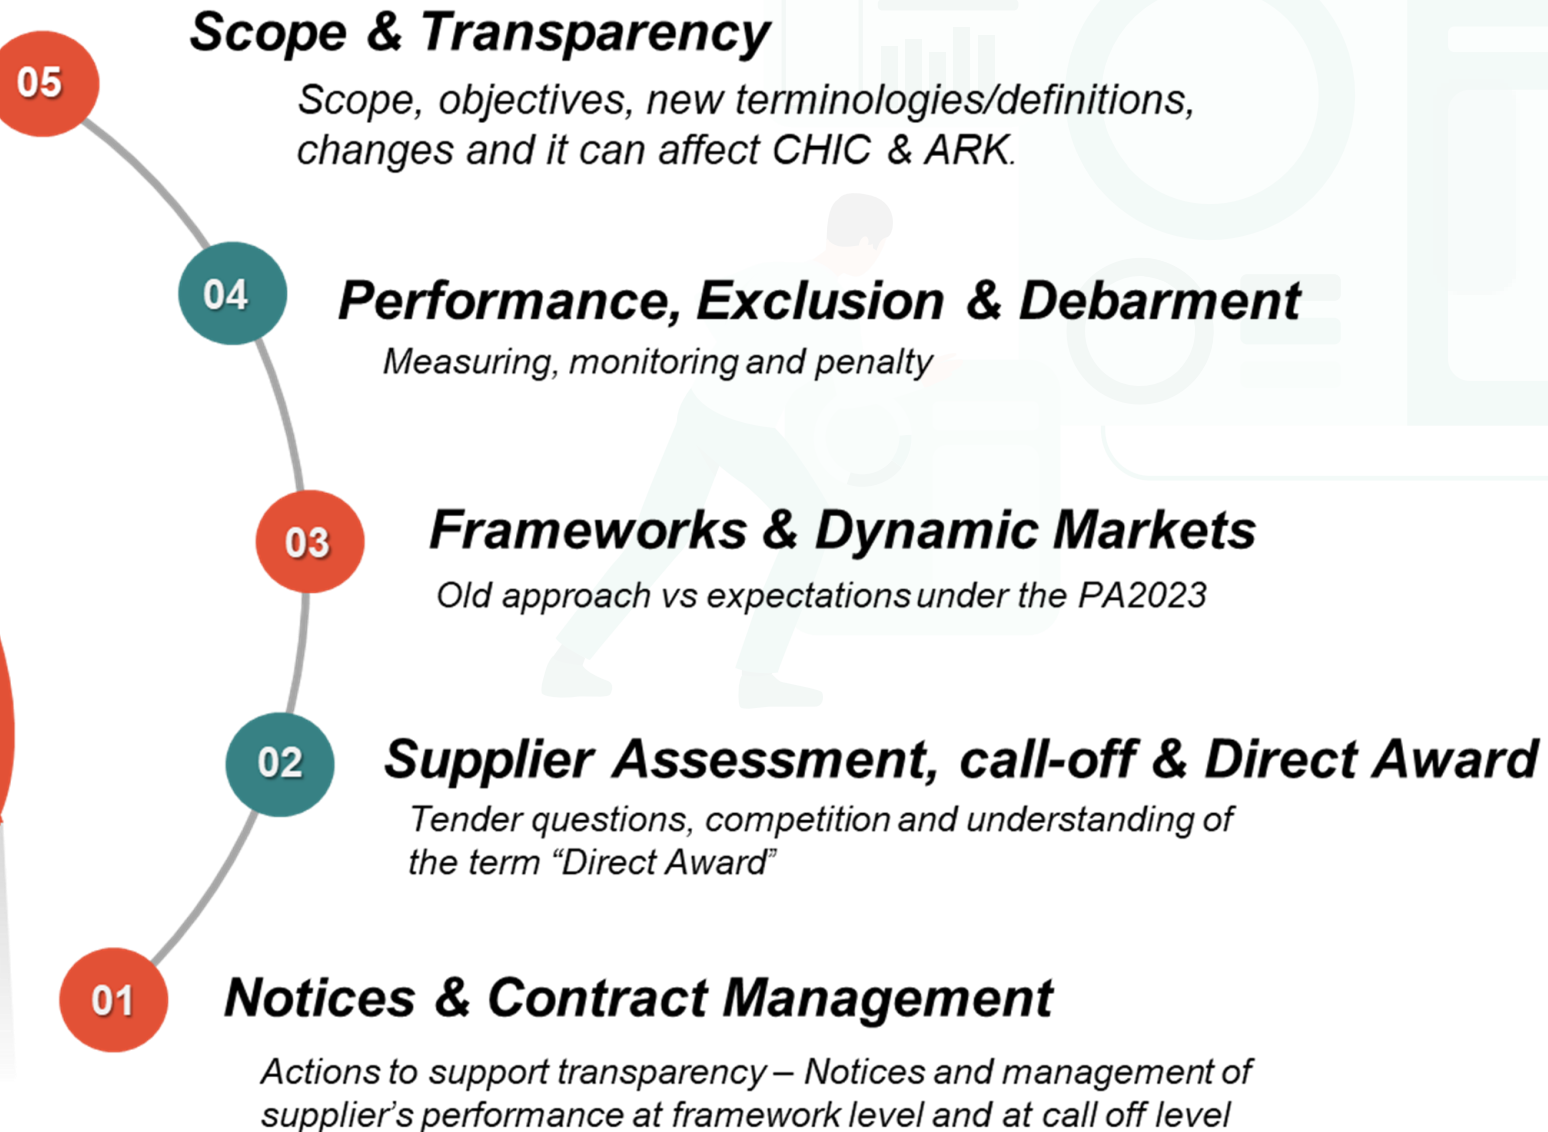 05
Scope & Transparency
Scope, objectives, new terminologies/definitions,
changes and it can affect CHIC & ARK.
04
Performance, Exclusion & Debarment
Measuring, monitoring and penalty
03
Frameworks & Dynamic Markets
Old approach vs expectations under the PA2023
02
Supplier Assessment, call-off & Direct Award
Tender questions, competition and understanding of
the term “Direct Award”
01
Notices & Contract Management
Actions to support transparency – Notices and management of
supplier’s performance at framework level and at call off level